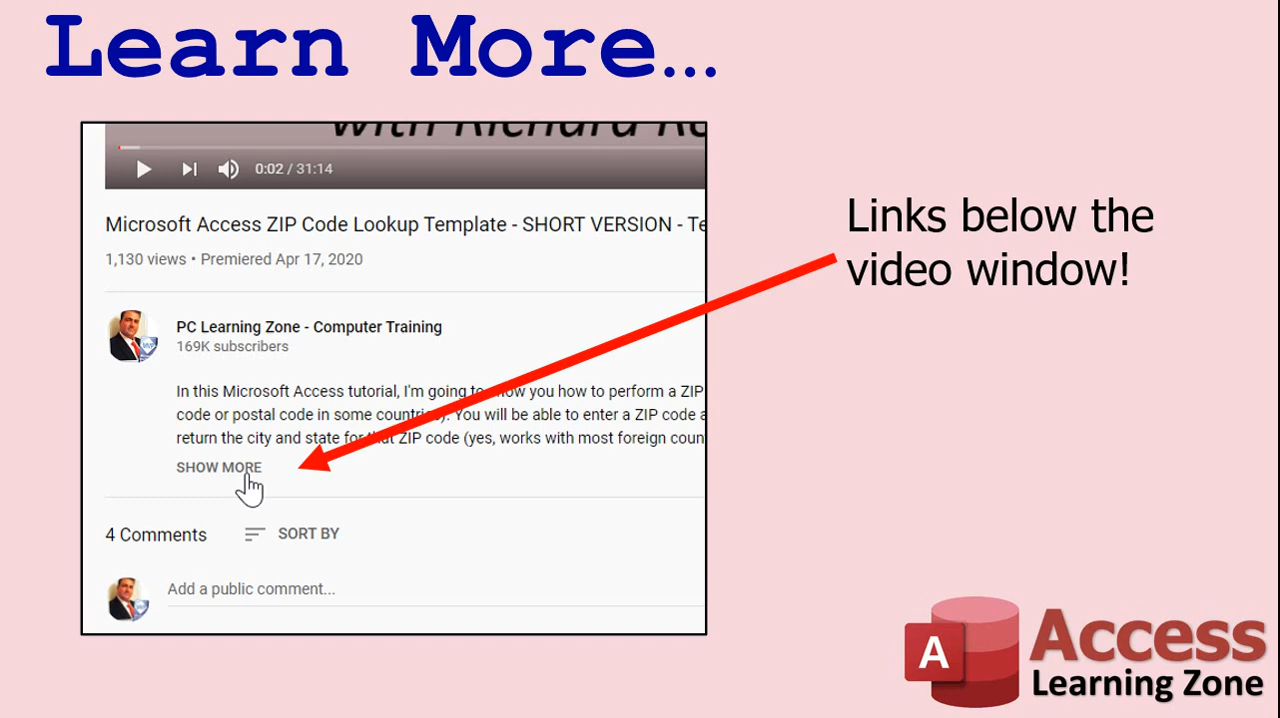 Learn More...
with Richard Ro
0:02 / 31:14
Microsoft Access ZIP Code Lookup Template - SHORT VERSION - Te
1,130 views • Premiered Apr 17, 2020
PC Learning Zone - Computer Training
169K subscribers
In this Microsoft Access tutorial, I'm going to show you how to perform a ZIP
code or postal code in some countries). You will be able to enter a ZIP code a
return the city and state for that ZIP code (yes, works with most foreign coun
SHOW MORE
4 Comments SORT BY
Add a public comment...
Links below the
video window!
A
Access
Learning Zone